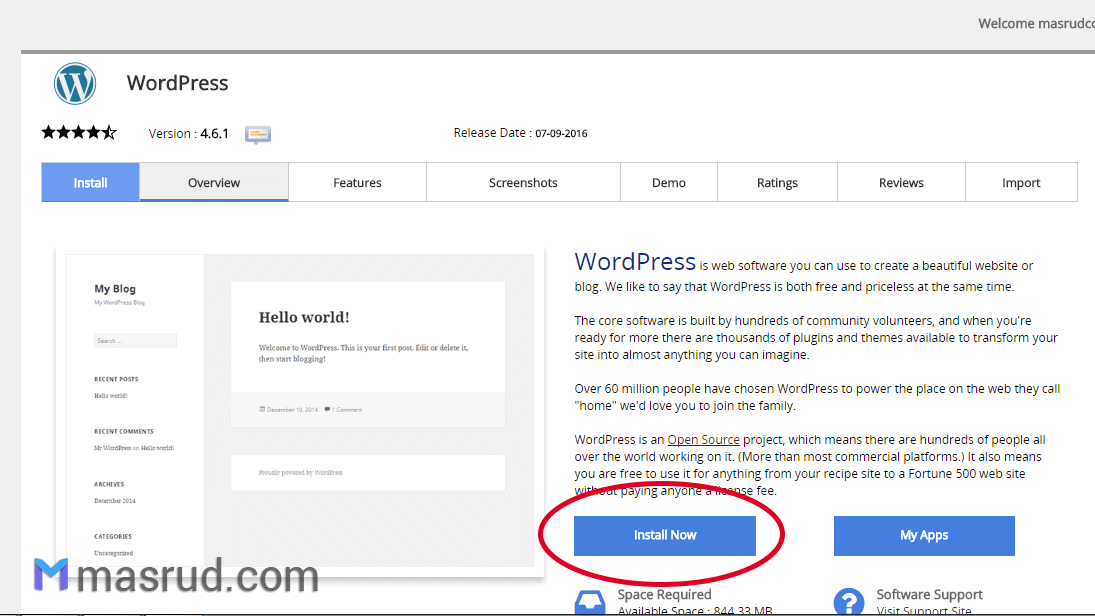 Welcome masrudco
WordPress
Version : 4.6.1
Release Date : 07-09-2016
Install
Overview
Features
Screenshots
Demo
Ratings
Reviews
Import
My Blog
My WordPress Blog
Search ...
RECENT POSTS
Hello world!
RECENT COMMENTS
Mr WordPress on Hello world!
ARCHIVES
December 2014
CATEGORIES
Uncategorized
Hello world!
Welcome to WordPress. This is your first post. Edit or delete it,
then start blogging!
December 19, 2014 1 Comment
Proudly powered by WordPress
WordPress is web software you can use to create a beautiful website or
blog. We like to say that WordPress is both free and priceless at the same time.
The core software is built by hundreds of community volunteers, and when you're
ready for more there are thousands of plugins and themes available to transform your
site into almost anything you can imagine.
Over 60 million people have chosen WordPress to power the place on the web they call
"home" we'd love you to join the family.
WordPress is an Open Source project, which means there are hundreds of people all
over the world working on it. (More than most commercial platforms.) It also means
you are free to use it for anything from your recipe site to a Fortune 500 web site
without paying anyone a license fee.
Install Now
My Apps
Space Required
Available Space : 844.33 MB
Software Support
Visit Support Site
masrud.com